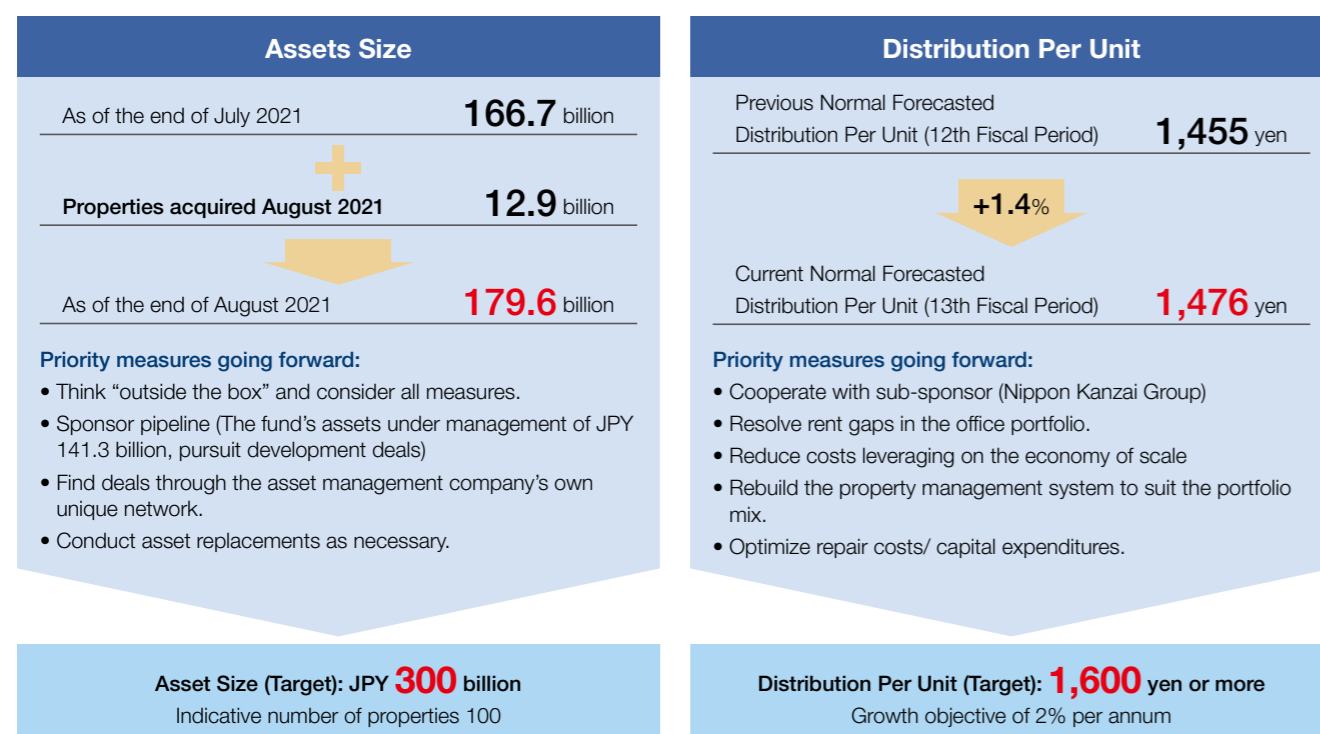 Assets Size
As of the end of July 2021 166.7 billion
+
Properties acquired August 2021 12.9 billion
As of the end of August 2021 179.6 billion
Priority measures going forward:
• Think “outside the box” and consider all measures.
• Sponsor pipeline (The fund’s assets under management of JPY
141.3 billion, pursuit development deals)
• Find deals through the asset management company’s own
unique network.
• Conduct asset replacements as necessary.
Asset Size (Target): JPY 300 billion
Indicative number of properties 100
Distribution Per Unit
Previous Normal Forecasted
Distribution Per Unit (12th Fiscal Period) 1,455 yen
+1.4%
Current Normal Forecasted
Distribution Per Unit (13th Fiscal Period) 1,476 yen
Priority measures going forward:
• Cooperate with sub-sponsor (Nippon Kanzai Group)
• Resolve rent gaps in the office portfolio.
• Reduce costs leveraging on the economy of scale
• Rebuild the property management system to suit the portfolio
mix.
• Optimize repair costs/ capital expenditures.
Distribution Per Unit (Target): 1,600 yen or more
Growth objective of 2% per annum